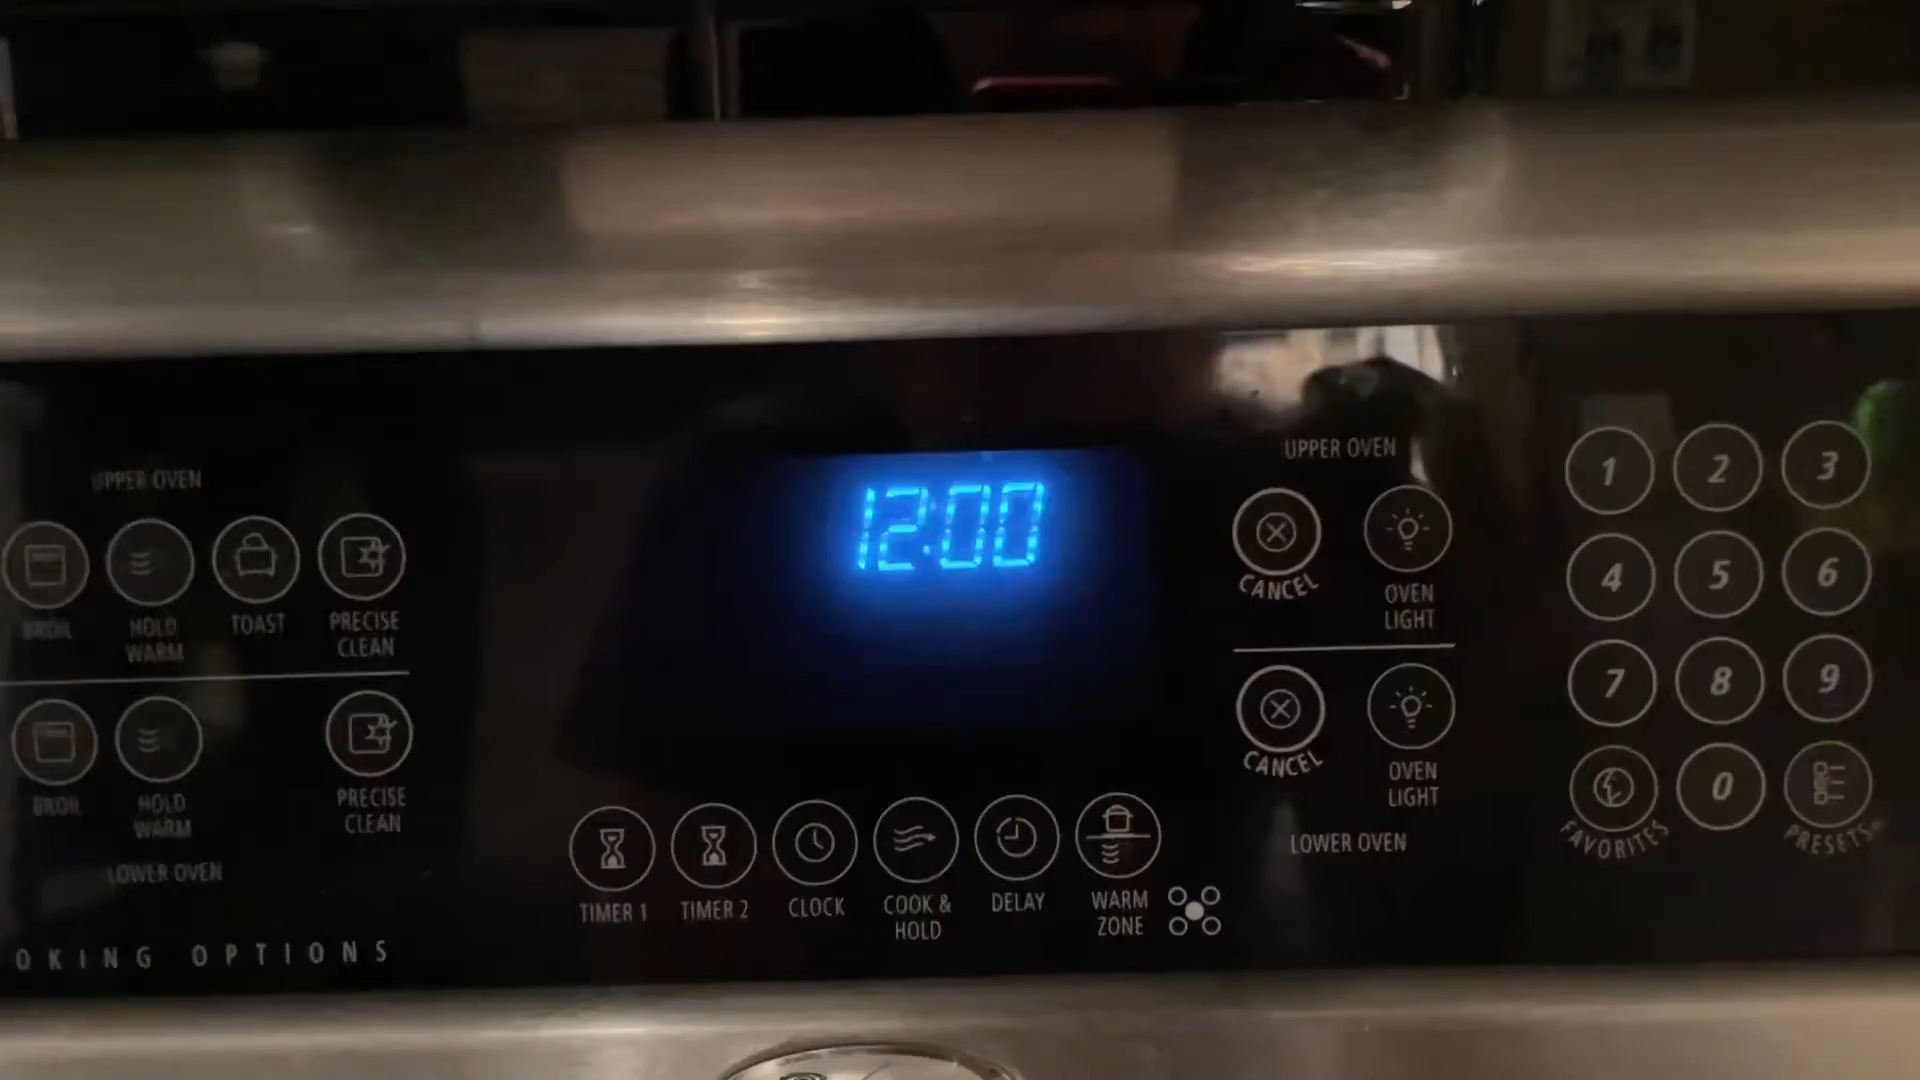 UPPER OVEN
BROIL
HOLD
WARM
TOAST
PRECISE
CLEAN
BROIL
HOLD
WARM
PRECISE
CLEAN
LOWER OVEN
OKING OPTIONS
12:00
TIMER 1
TIMER 2
CLOCK
COOK &
HOLD
DELAY
WARM
ZONE
UPPER OVEN
CANCEL
OVEN
LIGHT
CANCEL
OVEN
LIGHT
LOWER OVEN
1 2 3
4 5 6
7 8 9
0
FAVORITES
PRESETS